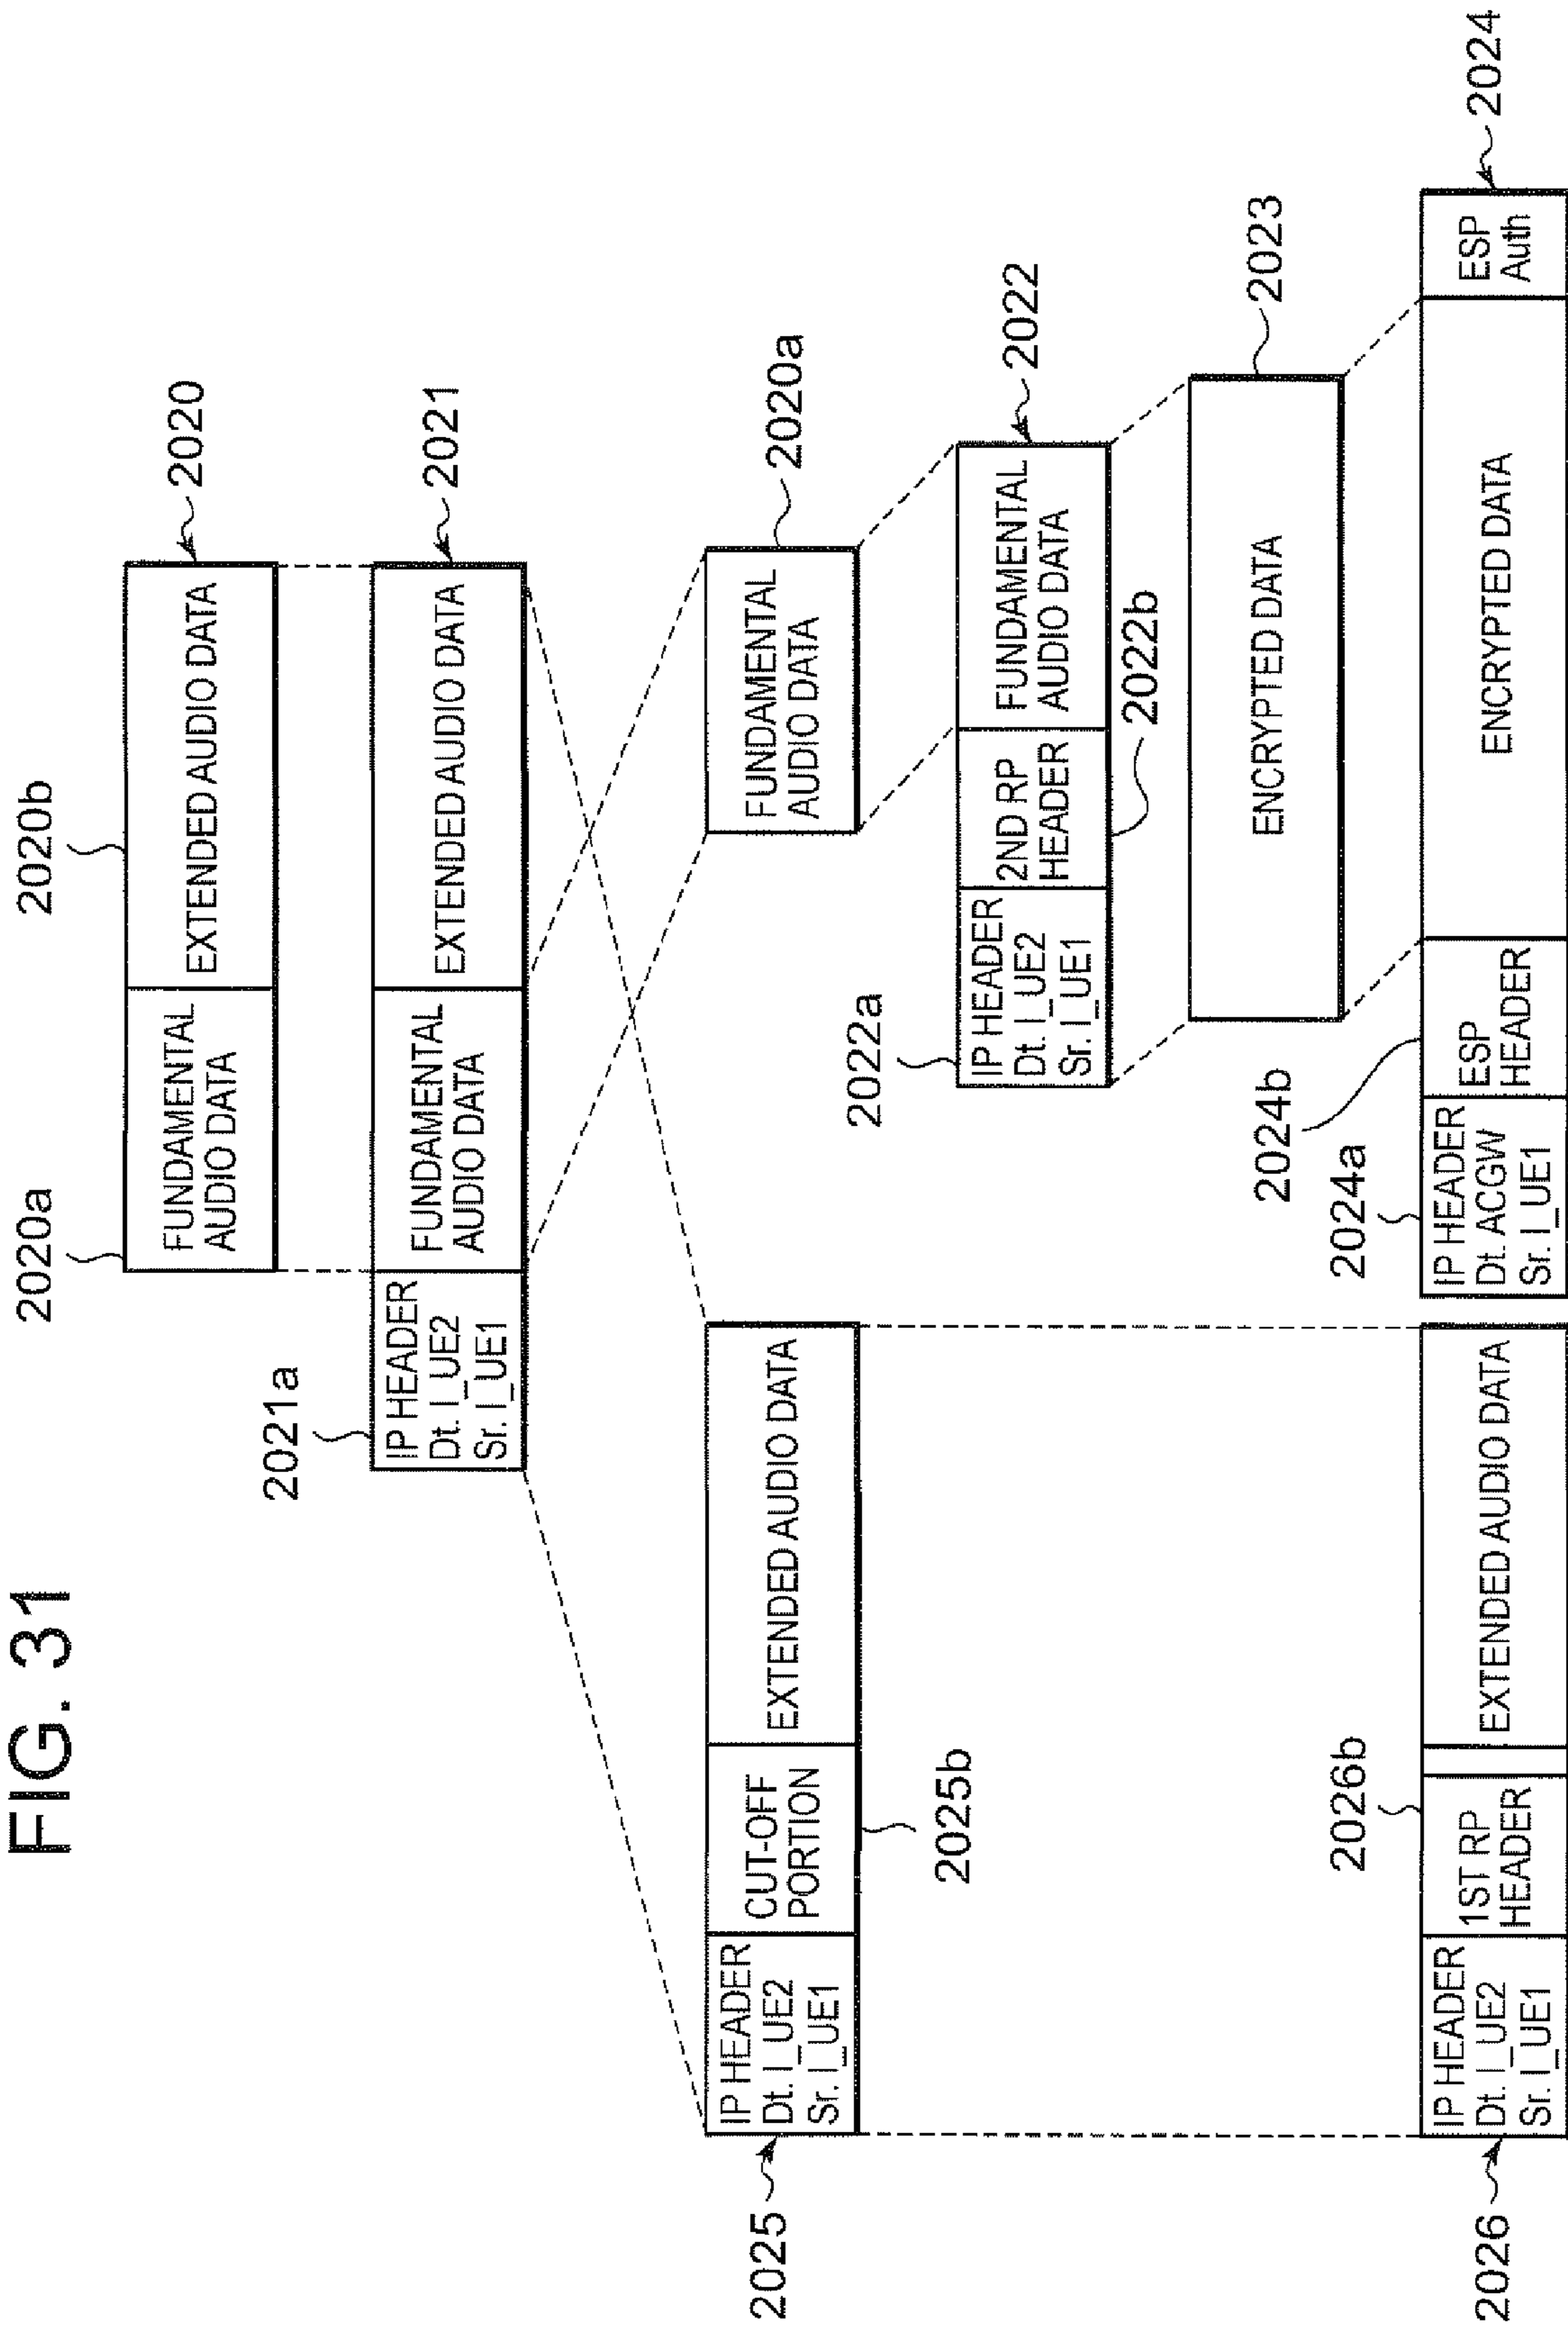 FIG. 31
2020a
2020b
FUNDAMENTAL
AUDIO DATA
EXTENDED AUDIO DATA
2020
2021a
IP HEADER
Dt. I_UE2
Sr. I_UE1
FUNDAMENTAL
AUDIO DATA
EXTENDED AUDIO DATA
2021
2025
IP HEADER
Dt. I_UE2
Sr. I_UE1
CUT-OFF
PORTION
EXTENDED AUDIO DATA
2025b
FUNDAMENTAL
AUDIO DATA
2020a
2022a
IP HEADER
Dt. I_UE2
Sr. I_UE1
2ND RP
HEADER
FUNDAMENTAL
AUDIO DATA
2022
2022b
ENCRYPTED DATA
2023
2026
IP HEADER
Dt. I_UE2
Sr. I_UE1
1ST RP
HEADER
2026b
EXTENDED AUDIO DATA
2024a
IP HEADER
Dt. ACGW
Sr. I_UE1
2024b
ESP
HEADER
ENCRYPTED DATA
ESP
Auth
2024